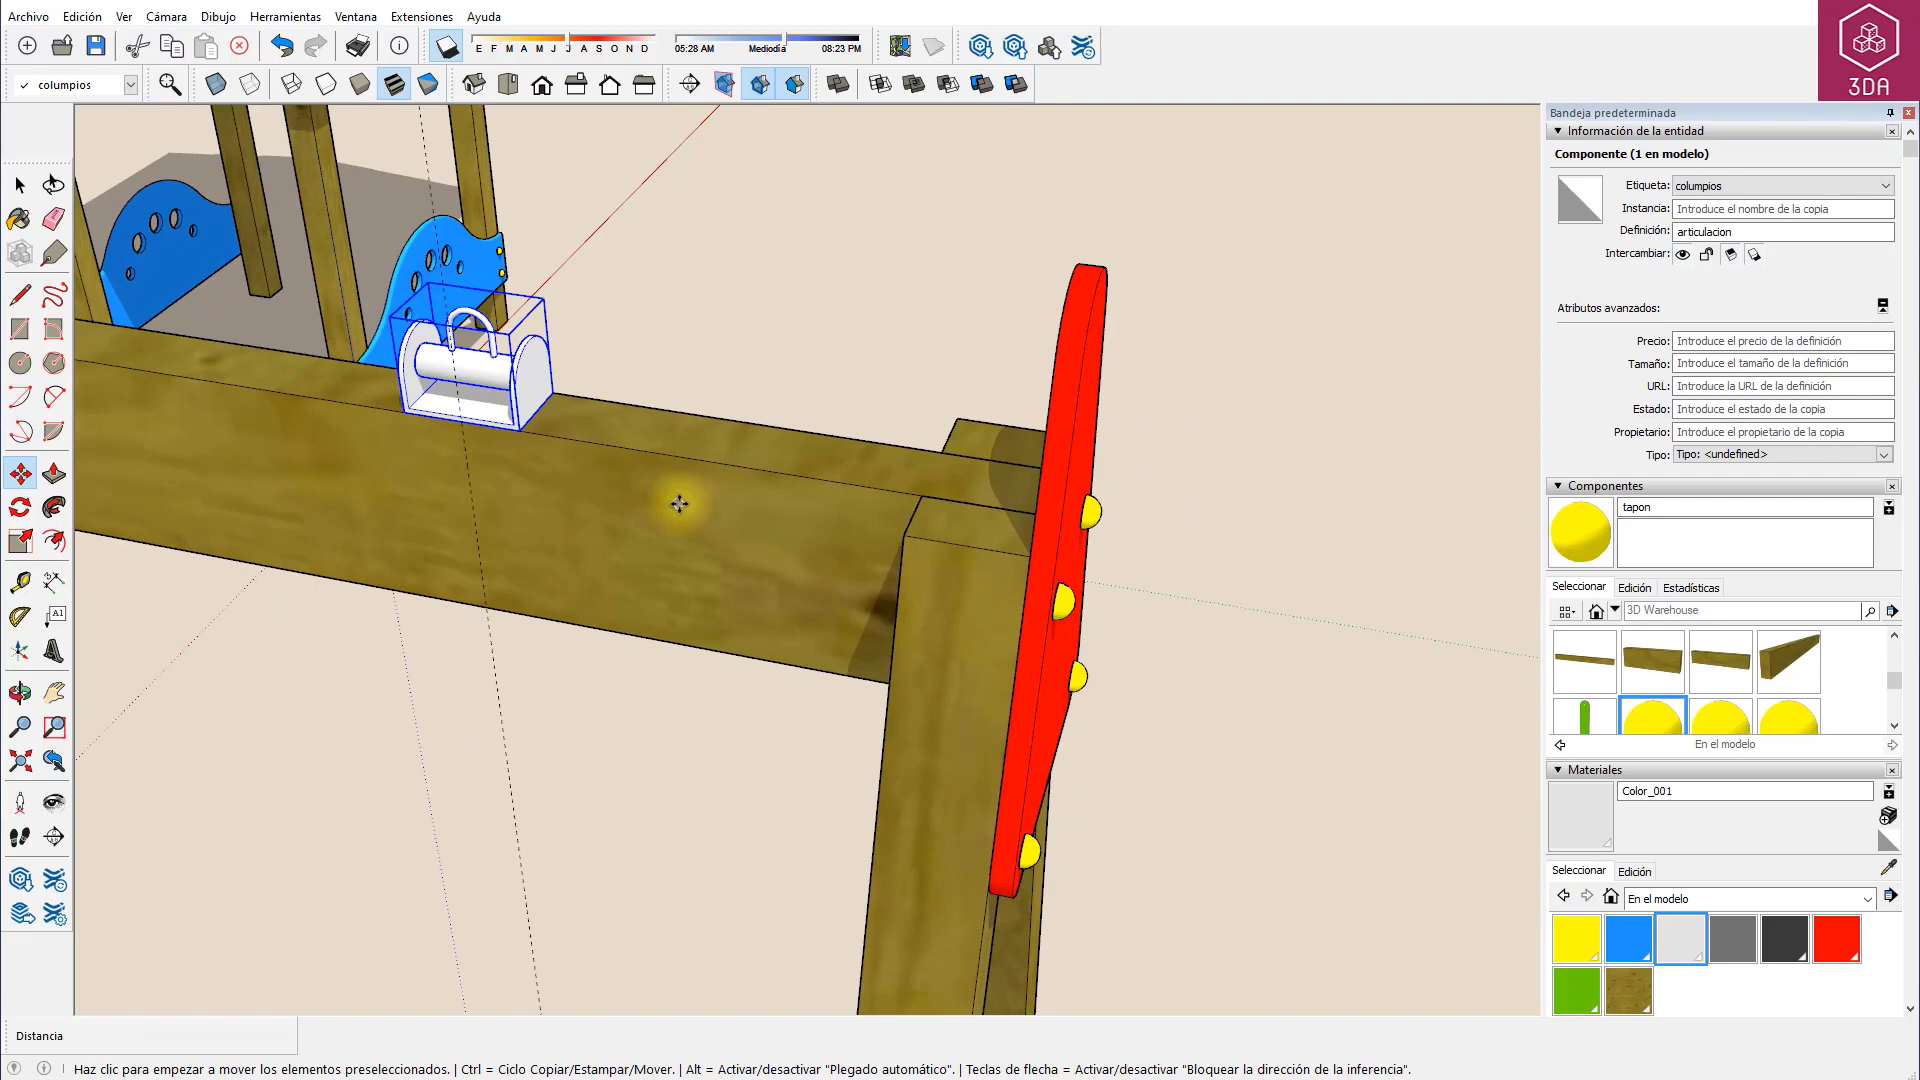 Archivo Edición Ver Cámara Dibujo Herramientas Ventana Extensiones Ayuda
E F M A M J J A S O N D
05:28 AM Mediodía 08:23 PM
3DA
columpios
Bandeja predeterminada
Información de la entidad
Componente (1 en modelo)
Etiqueta: columpios
Instancia: Introduce el nombre de la copia
Definición: articulacion
Intercambiar:
Atributos avanzados:
Precio: Introduce el precio de la definición
Tamaño: Introduce el tamaño de la definición
URL: Introduce la URL de la definición
Estado: Introduce el estado de la copia
Propietario: Introduce el propietario de la copia
Tipo: Tipo: <undefined>
Componentes
tapon
Seleccionar Edición Estadísticas
3D Warehouse
En el modelo
Materiales
Color_001
Seleccionar Edición
En el modelo
A1
Distancia
Haz clic para empezar a mover los elementos preseleccionados. | Ctrl = Ciclo Copiar/Estampar/Mover. | Alt = Activar/desactivar "Plegado automático". | Teclas de flecha = Activar/desactivar "Bloquear la dirección de la inferencia".